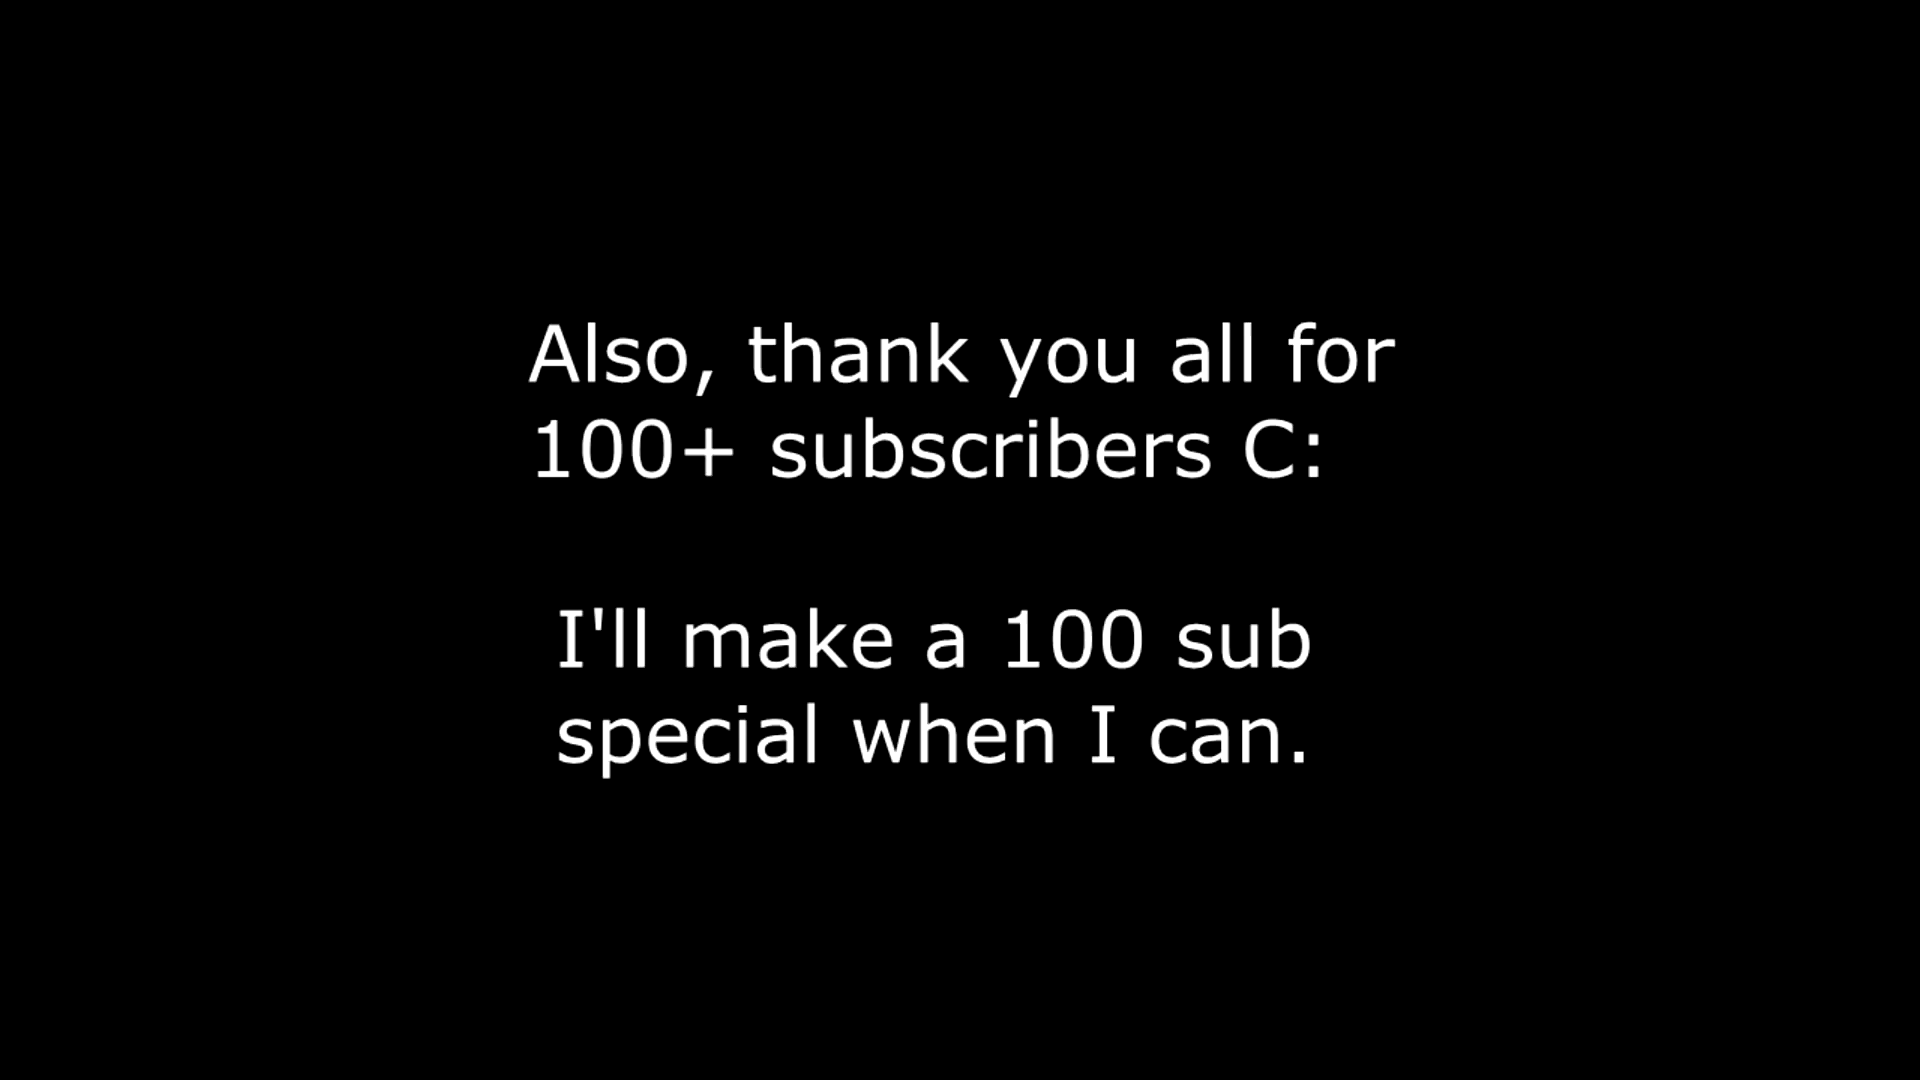 Also, thank you all for
100+ subscribers C:
I'll make a 100 sub
special when I can.